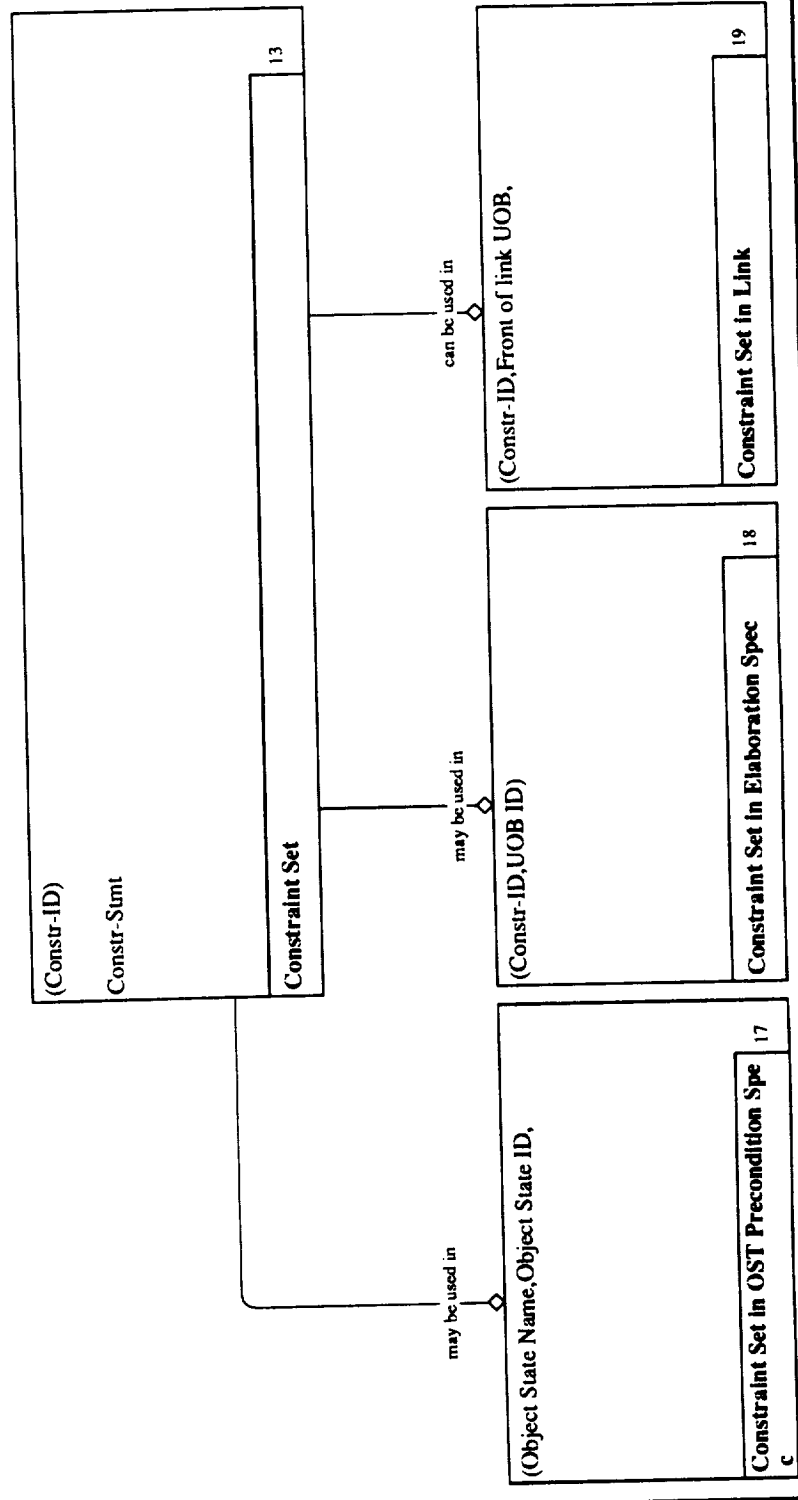 (Constr-ID)
Constr-Stmt
Constraint Set
13
may be used in
may be used in
can be used in
(Object State Name,Object State ID,
Constraint Set in OST Precondition Spe
c
17
(Constr-ID,UOB ID)
Constraint Set in Elaboration Spec
18
(Constr-ID,Front of link UOB,
Constraint Set in Link
19